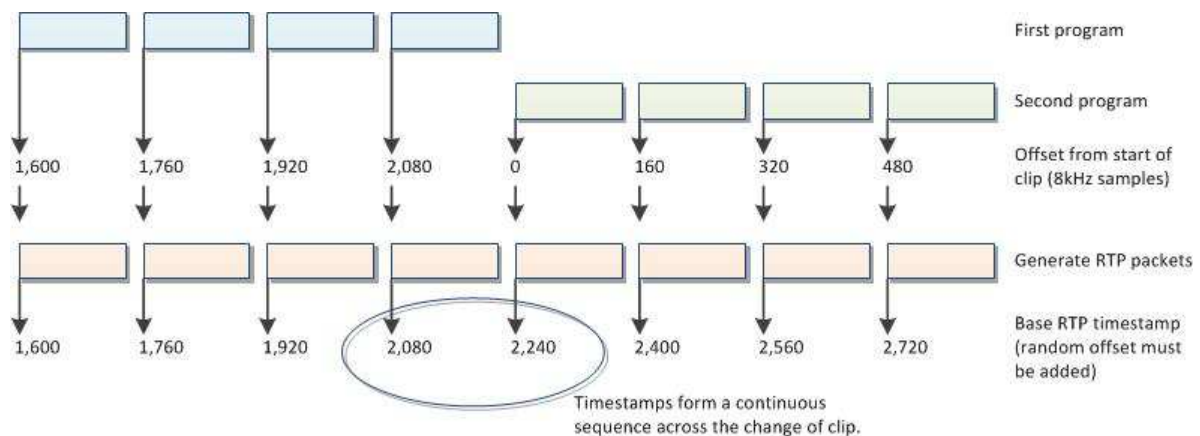 First program
Second program
1,600 1,760 1,920 2,080 0 160 320 480
Offset from start of
clip (8kHz samples)
Generate RTP packets
1,600 1,760 1,920 2,080 2,240 2,400 2,560 2,720
Base RTP timestamp
(random offset must
be added)
Timestamps form a continuous
sequence across the change of clip.